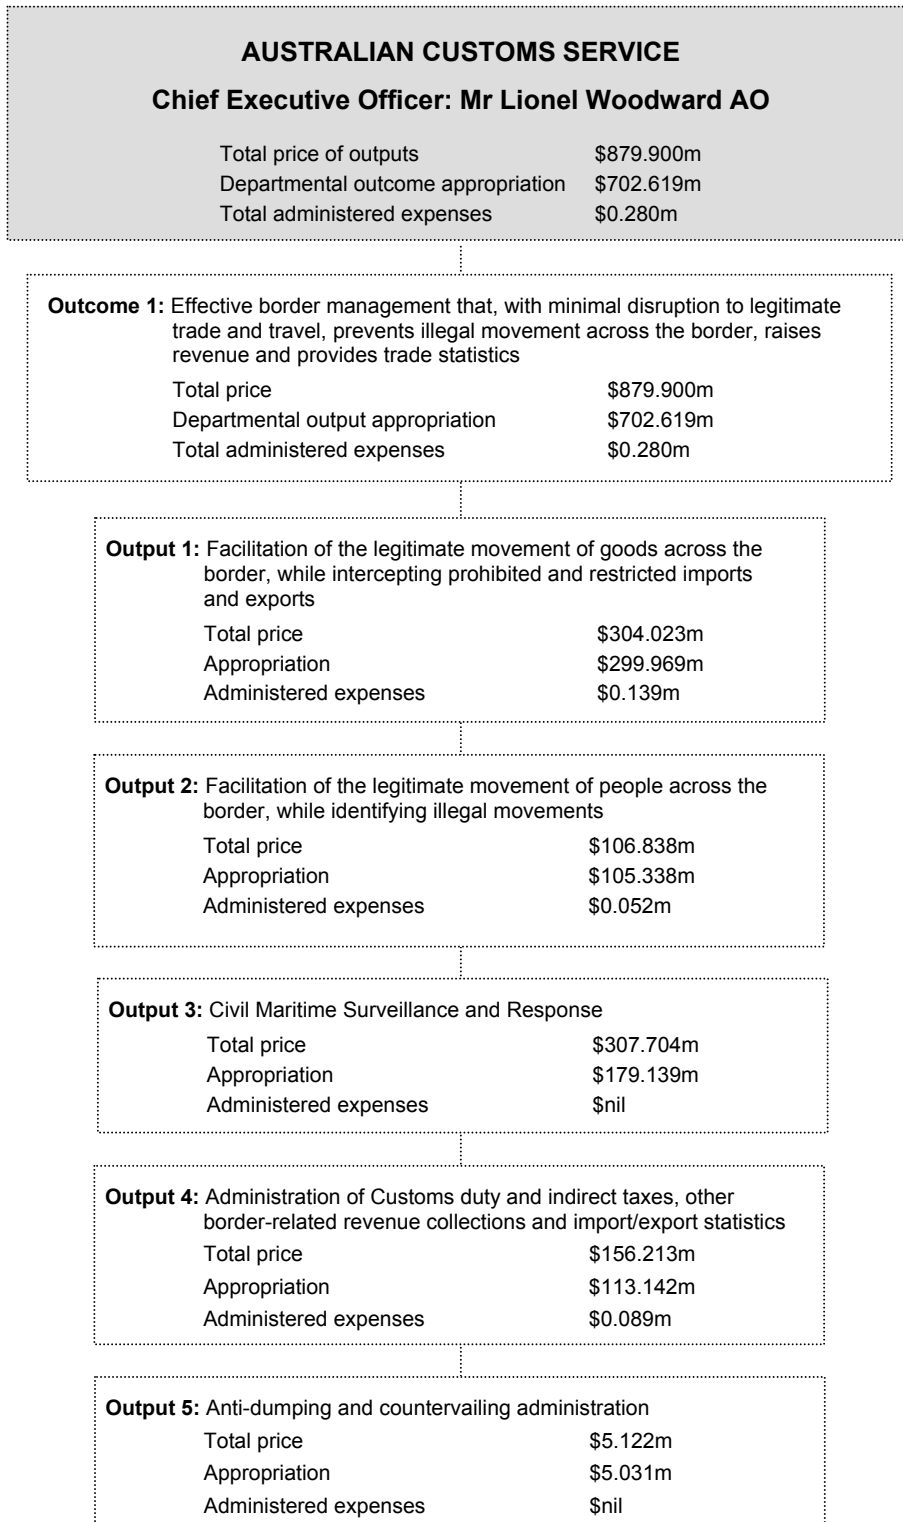 AUSTRALIAN CUSTOMS SERVICE
Chief Executive Officer: Mr Lionel Woodward AO
Total price of outputs $879.900m
Departmental outcome appropriation $702.619m
Total administered expenses $0.280m
Outcome 1: Effective border management that, with minimal disruption to legitimate
trade and travel, prevents illegal movement across the border, raises
revenue and provides trade statistics
Total price $879.900m
Departmental output appropriation $702.619m
Total administered expenses $0.280m
Output 1: Facilitation of the legitimate movement of goods across the
border, while intercepting prohibited and restricted imports
and exports
Total price $304.023m
Appropriation $299.969m
Administered expenses $0.139m
Output 2: Facilitation of the legitimate movement of people across the
border, while identifying illegal movements
Total price $106.838m
Appropriation $105.338m
Administered expenses $0.052m
Output 3: Civil Maritime Surveillance and Response
Total price $307.704m
Appropriation $179.139m
Administered expenses $nil
Output 4: Administration of Customs duty and indirect taxes, other
border-related revenue collections and import/export statistics
Total price $156.213m
Appropriation $113.142m
Administered expenses $0.089m
Output 5: Anti-dumping and countervailing administration
Total price $5.122m
Appropriation $5.031m
Administered expenses $nil